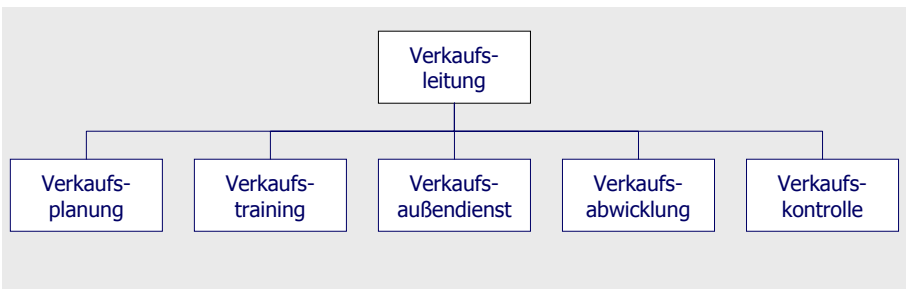 Verkaufs-
leitung
Verkaufs-
planung
Verkaufs-
training
Verkaufs-
außendienst
Verkaufs-
abwicklung
Verkaufs-
kontrolle